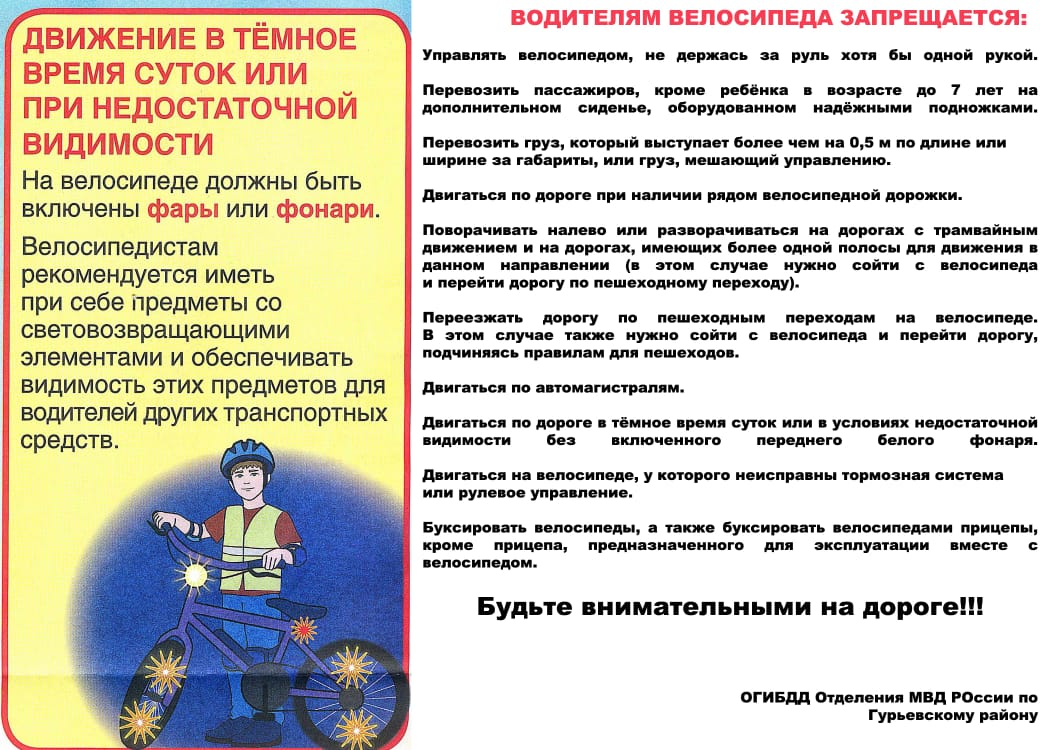 ДВИЖЕНИЕ В ТЁМНОЕ
ВРЕМЯ СУТОК ИЛИ
ПРИ НЕДОСТАТОЧНОЙ
ВИДИМОСТИ
На велосипеде должны быть
включены фары или фонари.
Велосипедистам
рекомендуется иметь
при себе предметы со
световозвращающими
элементами и обеспечивать
видимость этих предметов для
водителей других транспортных
средств.
ВОДИТЕЛЯМ ВЕЛОСИПЕДА ЗАПРЕЩАЕТСЯ:
Управлять велосипедом, не держась за руль хотя бы одной рукой.
Перевозить пассажиров, кроме ребёнка в возрасте до 7 лет на
дополнительном сиденье, оборудованном надёжными подножками.
Перевозить груз, который выступает более чем на 0,5 м по длине или
ширине за габариты, или груз, мешающий управлению.
Двигаться по дороге при наличии рядом велосипедной дорожки.
Поворачивать налево или разворачиваться на дорогах с трамвайным
движением и на дорогах, имеющих более одной полосы для движения в
данном направлении (в этом случае нужно сойти с велосипеда
и перейти дорогу по пешеходному переходу).
Переезжать дорогу по пешеходным переходам на велосипеде.
В этом случае также нужно сойти с велосипеда и перейти дорогу,
подчиняясь правилам для пешеходов.
Двигаться по автомагистралям.
Двигаться по дороге в тёмное время суток или в условиях недостаточной
видимости без включенного переднего белого фонаря.
Двигаться на велосипеде, у которого неисправны тормозная система
или рулевое управление.
Буксировать велосипеды, а также буксировать велосипедами прицепы,
кроме прицепа, предназначенного для эксплуатации вместе с
велосипедом.
Будьте внимательными на дороге!!!
ОГИБДД Отделения МВД РОссии по
Гурьевскому району